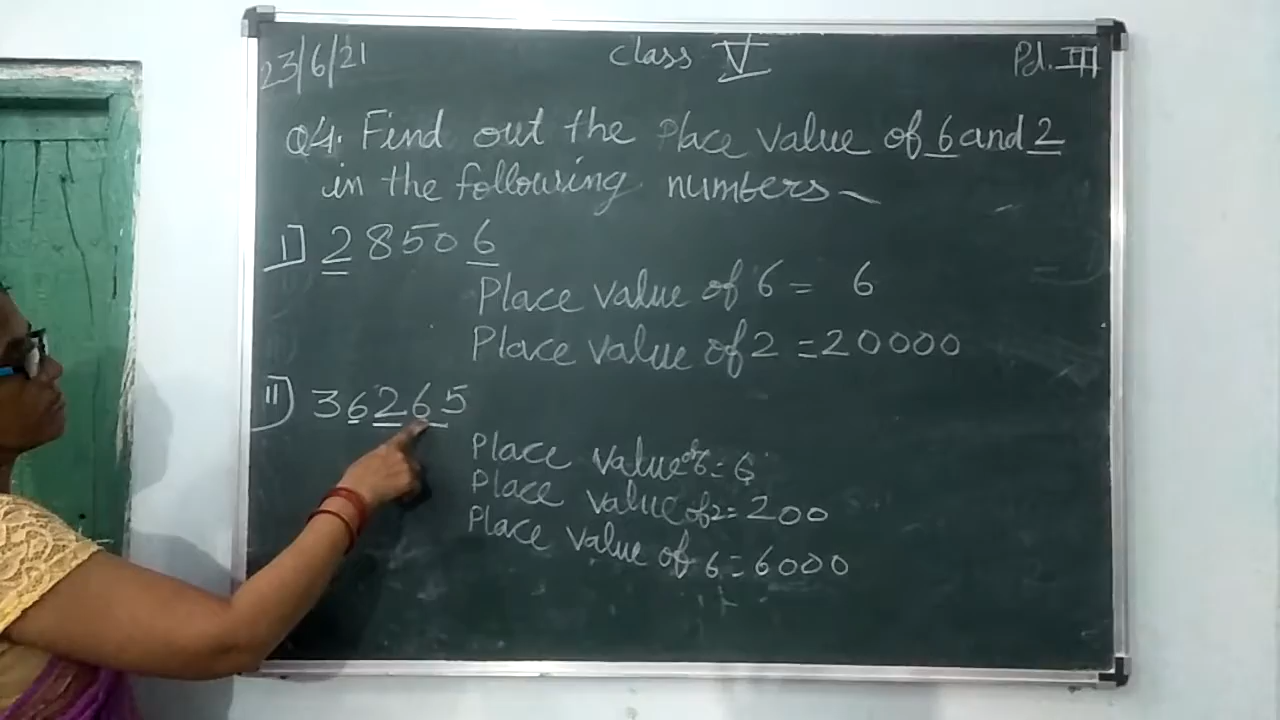 23/6/21 Class V Pd. III
Q4. Find out the Place value of 6 and 2
in the following numbers
I] 28506
Place value of 6 = 6
Place value of 2 = 20000
II) 36265
Place value of 6 = 6
Place value of 2 = 200
Place value of 6 = 6000